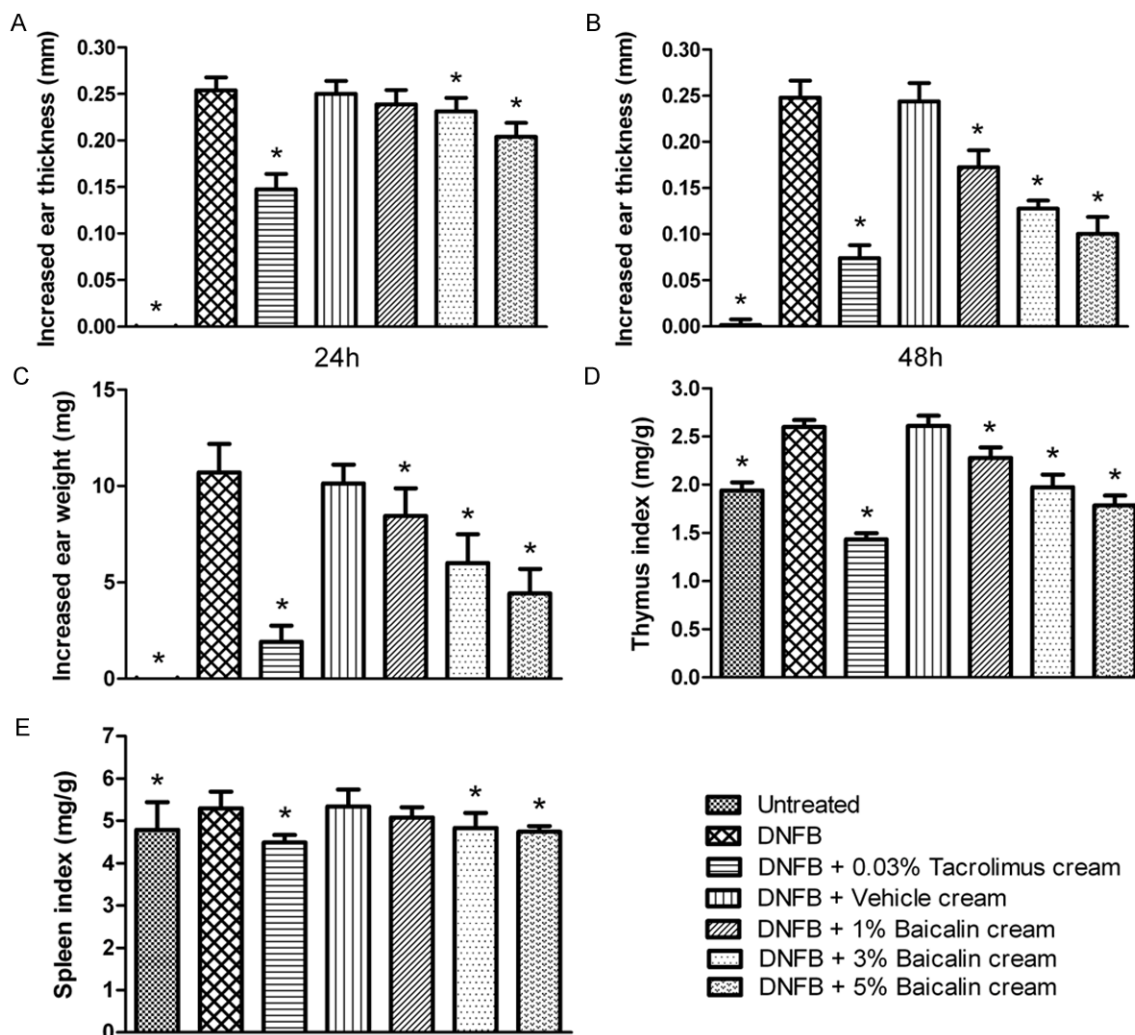 A
Increased ear thickness (mm)
0.30
0.25
0.20
0.15
0.10
0.05
0.00
*
*
*
*
24h
B
Increased ear thickness (mm)
0.30
0.25
0.20
0.15
0.10
0.05
0.00
*
*
*
*
*
48h
C
Increased ear weight (mg)
15
10
5
0
*
*
*
*
*
D
Thymus index (mg/g)
3.0
2.5
2.0
1.5
1.0
0.5
0.0
*
*
*
*
*
E
Spleen index (mg/g)
7
6
5
4
3
2
1
0
*
*
*
*
Untreated
DNFB
DNFB + 0.03% Tacrolimus cream
DNFB + Vehicle cream
DNFB + 1% Baicalin cream
DNFB + 3% Baicalin cream
DNFB + 5% Baicalin cream